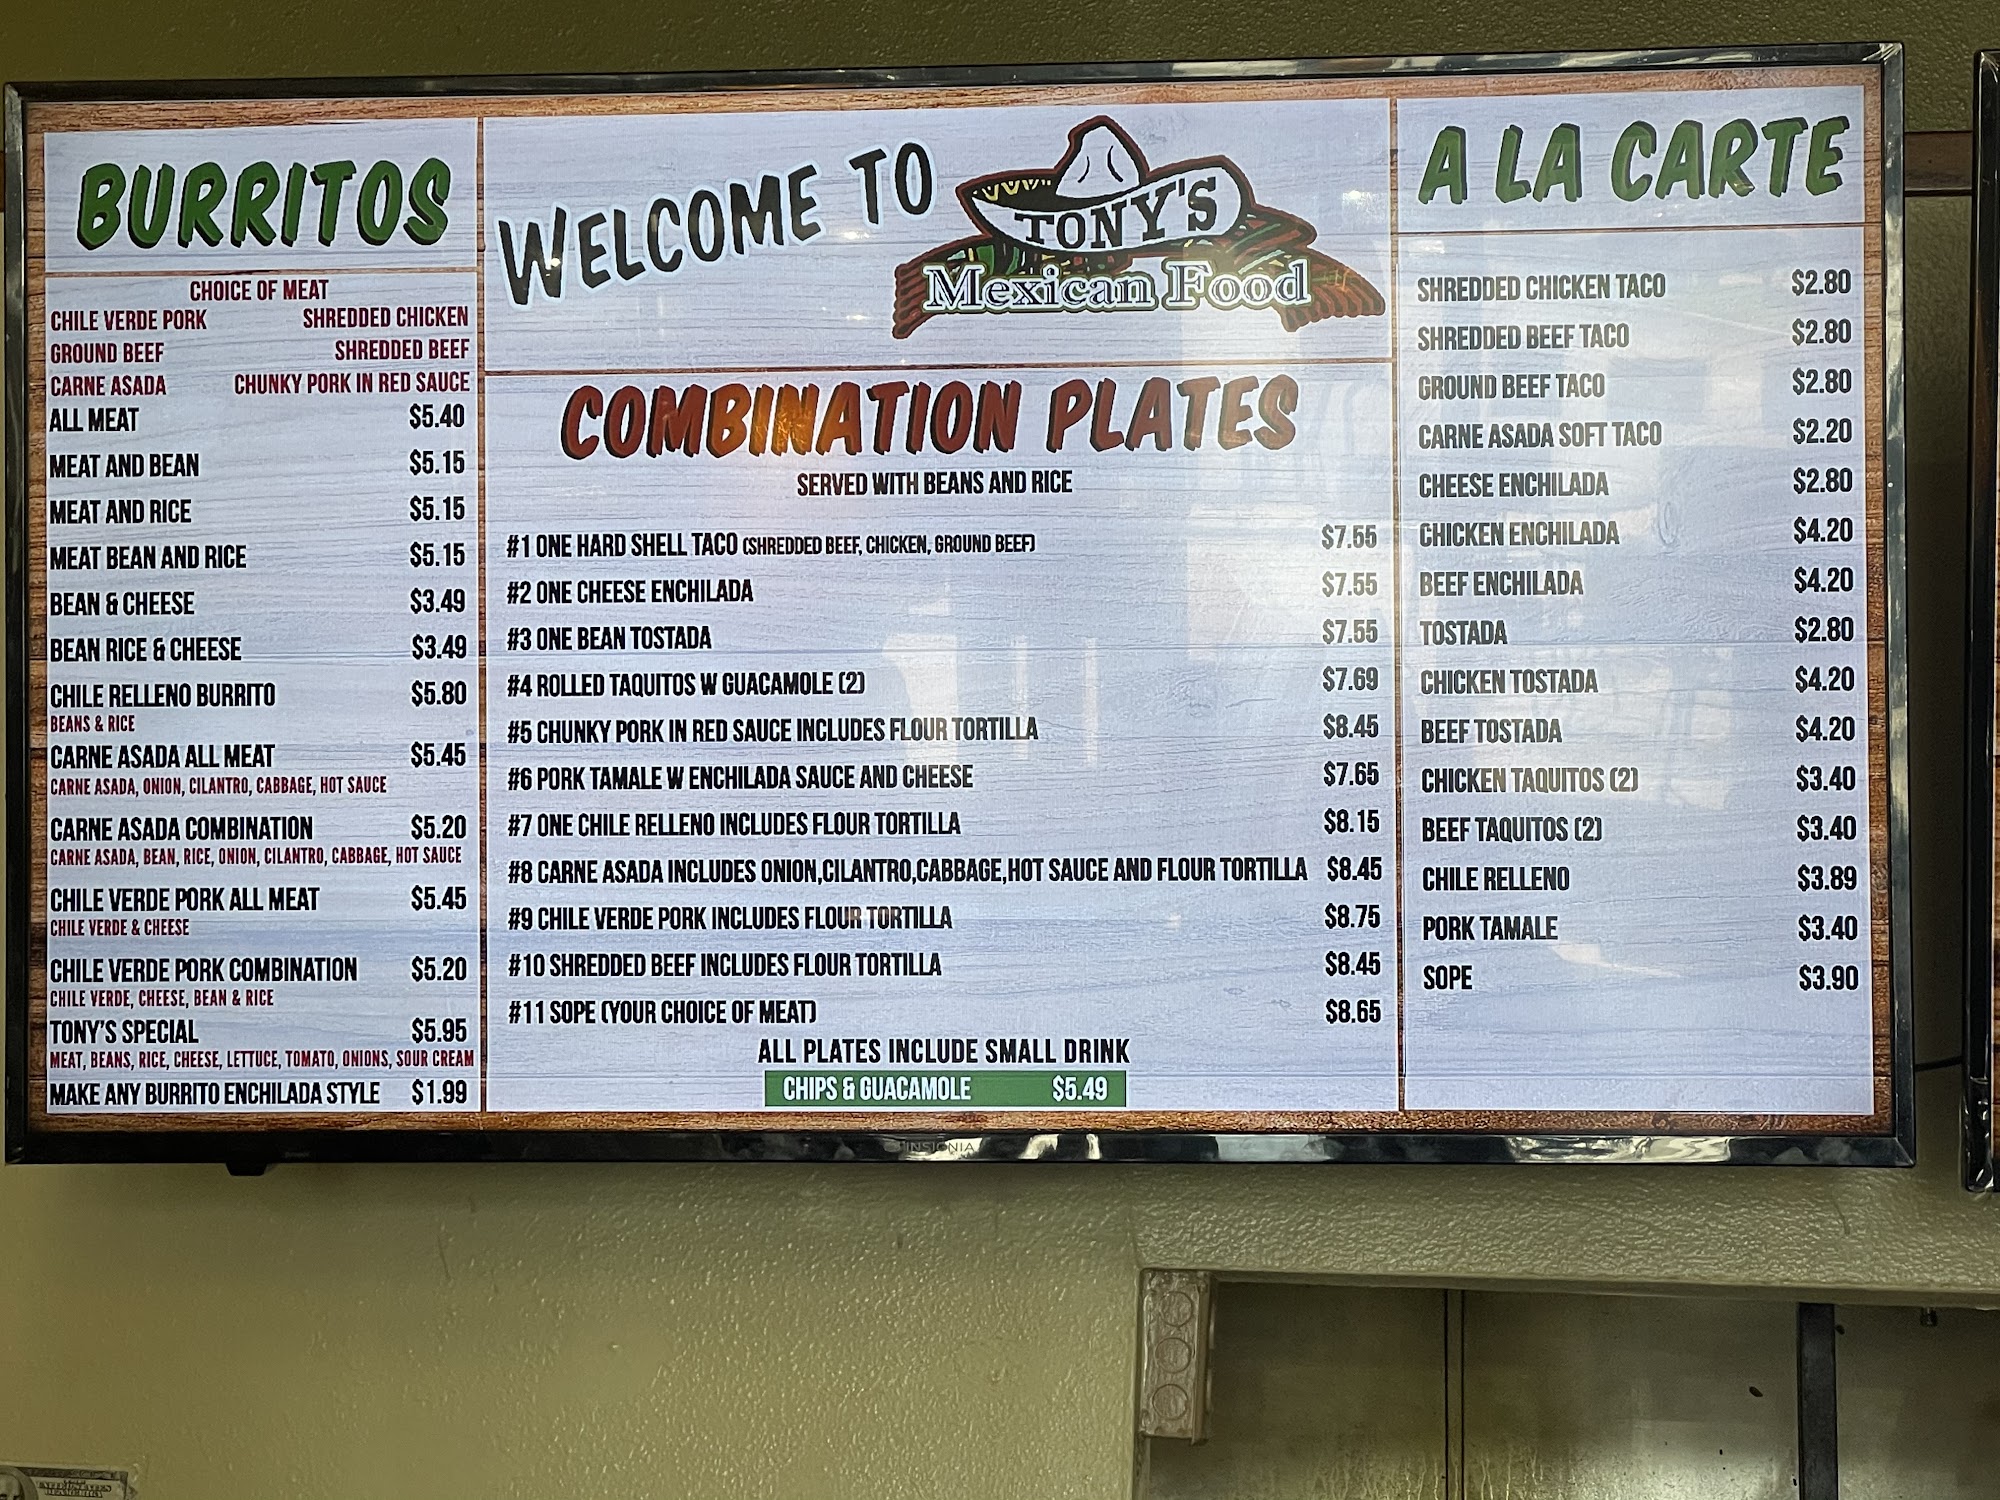 BURRITOS
CHOICE OF MEAT
CHILE VERDE PORK SHREDDED CHICKEN
GROUND BEEF SHREDDED BEEF
CARNE ASADA CHUNKY PORK IN RED SAUCE
ALL MEAT $5.40
MEAT AND BEAN $5.15
MEAT AND RICE $5.15
MEAT BEAN AND RICE $5.15
BEAN & CHEESE $3.49
BEAN RICE & CHEESE $3.49
CHILE RELLENO BURRITO $5.80
BEANS & RICE
CARNE ASADA ALL MEAT $5.45
CARNE ASADA, ONION, CILANTRO, CABBAGE, HOT SAUCE
CARNE ASADA COMBINATION $5.20
CARNE ASADA, BEAN, RICE, ONION, CILANTRO, CABBAGE, HOT SAUCE
CHILE VERDE PORK ALL MEAT $5.45
CHILE VERDE & CHEESE
CHILE VERDE PORK COMBINATION $5.20
CHILE VERDE, CHEESE, BEAN & RICE
TONY'S SPECIAL $5.95
MEAT, BEANS, RICE, CHEESE, LETTUCE, TOMATO, ONIONS, SOUR CREAM
MAKE ANY BURRITO ENCHILADA STYLE $1.99
WELCOME TO
TONY'S
Mexican Food
COMBINATION PLATES
SERVED WITH BEANS AND RICE
#1 ONE HARD SHELL TACO (SHREDDED BEEF, CHICKEN, GROUND BEEF) $7.55
#2 ONE CHEESE ENCHILADA $7.55
#3 ONE BEAN TOSTADA $7.55
#4 ROLLED TAQUITOS W GUACAMOLE (2) $7.69
#5 CHUNKY PORK IN RED SAUCE INCLUDES FLOUR TORTILLA $8.45
#6 PORK TAMALE W ENCHILADA SAUCE AND CHEESE $7.65
#7 ONE CHILE RELLENO INCLUDES FLOUR TORTILLA $8.15
#8 CARNE ASADA INCLUDES ONION,CILANTRO,CABBAGE,HOT SAUCE AND FLOUR TORTILLA $8.45
#9 CHILE VERDE PORK INCLUDES FLOUR TORTILLA $8.75
#10 SHREDDED BEEF INCLUDES FLOUR TORTILLA $8.45
#11 SOPE (YOUR CHOICE OF MEAT) $8.65
ALL PLATES INCLUDE SMALL DRINK
CHIPS & GUACAMOLE $5.49
A LA CARTE
SHREDDED CHICKEN TACO $2.80
SHREDDED BEEF TACO $2.80
GROUND BEEF TACO $2.80
CARNE ASADA SOFT TACO $2.20
CHEESE ENCHILADA $2.80
CHICKEN ENCHILADA $4.20
BEEF ENCHILADA $4.20
TOSTADA $2.80
CHICKEN TOSTADA $4.20
BEEF TOSTADA $4.20
CHICKEN TAQUITOS (2) $3.40
BEEF TAQUITOS (2) $3.40
CHILE RELLENO $3.89
PORK TAMALE $3.40
SOPE $3.90
INSIGNIA
UNITED STATES
OF AMERICA